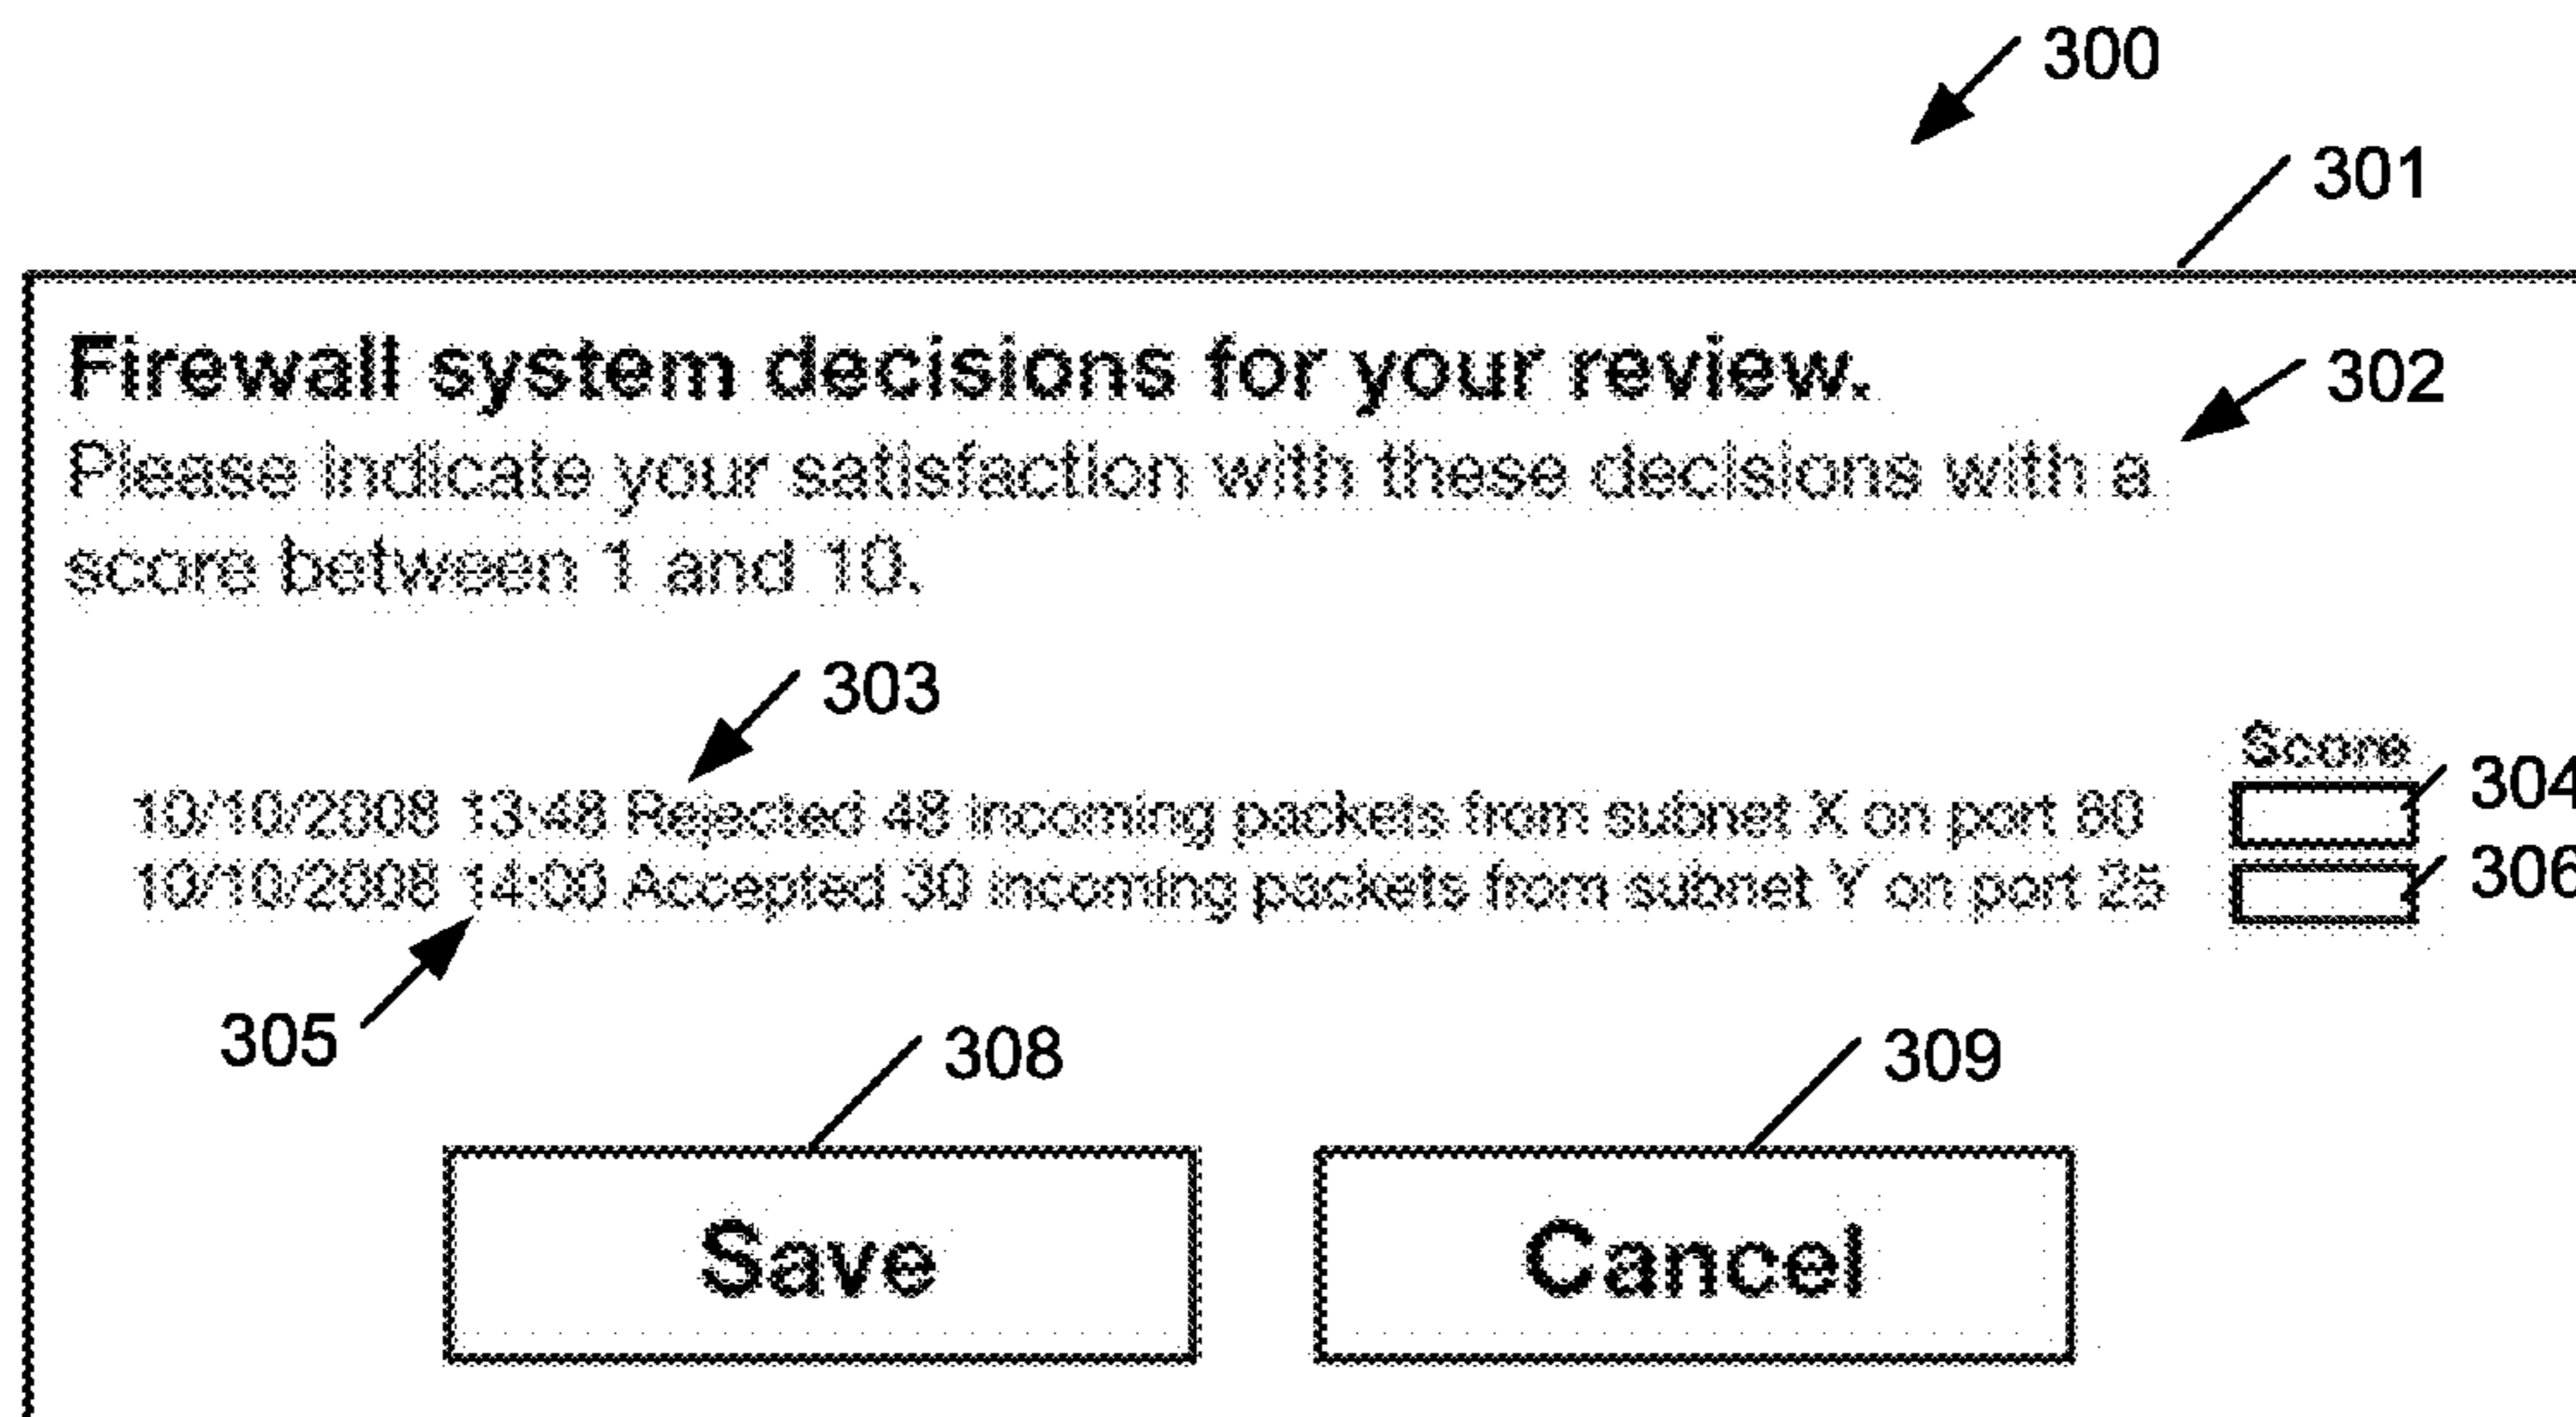 300
301
Firewall system decisions for your review.
302
Please indicate your satisfaction with these decisions with a
score between 1 and 10.
303
Score
10/10/2008 13:48 Rejected 48 incoming packets from subnet X on port 80
304
10/10/2008 14:00 Accepted 30 incoming packets from subnet Y on port 25
306
305
308
309
Save
Cancel